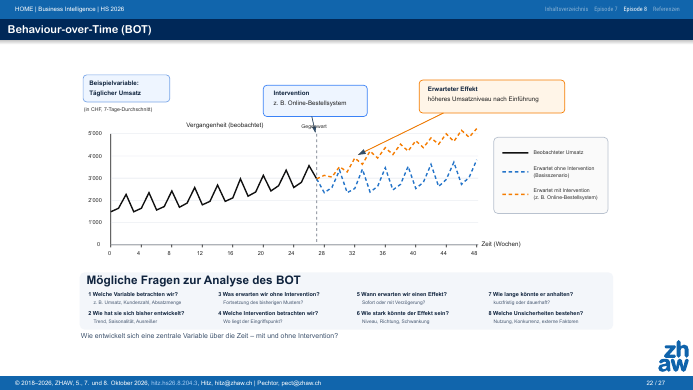 HOME | Business Intelligence | HS 2026
Inhaltsverzeichnis Episode 7 Episode 8 Referenzen
Behaviour-over-Time (BOT)
Beispielvariable:
Täglicher Umsatz
(in CHF, 7-Tage-Durchschnitt)
Intervention
z. B. Online-Bestellsystem
Erwarteter Effekt
höheres Umsatzniveau nach Einführung
Vergangenheit (beobachtet)
Gegenwart
5'000
4'000
3'000
2'000
1'000
0
0 4 8 12 16 20 24 28 30 32 36 40 44 48
Zeit (Wochen)
Beobachteter Umsatz
Erwartet ohne Intervention
(Basisszenario)
Erwartet mit Intervention
(z. B. Online-Bestellsystem)
Mögliche Fragen zur Analyse des BOT
1 Welche Variable betrachten wir?
z. B. Umsatz, Kundenzahl, Absatzmenge
2 Wie hat sie sich bisher entwickelt?
Trend, Saisonalität, Ausreißer
3 Was erwarten wir ohne Intervention?
Fortsetzung des bisherigen Musters?
4 Welche Intervention betrachten wir?
Wo liegt der Eingriffspunkt?
5 Wann erwarten wir einen Effekt?
Sofort oder mit Verzögerung?
6 Wie stark könnte der Effekt sein?
Niveau, Richtung, Schwankung
7 Wie lange könnte er anhalten?
kurzfristig oder dauerhaft?
8 Welche Unsicherheiten bestehen?
Nutzung, Konkurrenz, externe Faktoren
Wie entwickelt sich eine zentrale Variable über die Zeit – mit und ohne Intervention?
zh
aw
© 2018–2026, ZHAW, 5., 7. und 8. Oktober 2026, hitz.hs26.8.204.3, Hitz, hitz@zhaw.ch | Pechtor, pect@zhaw.ch
22 / 27